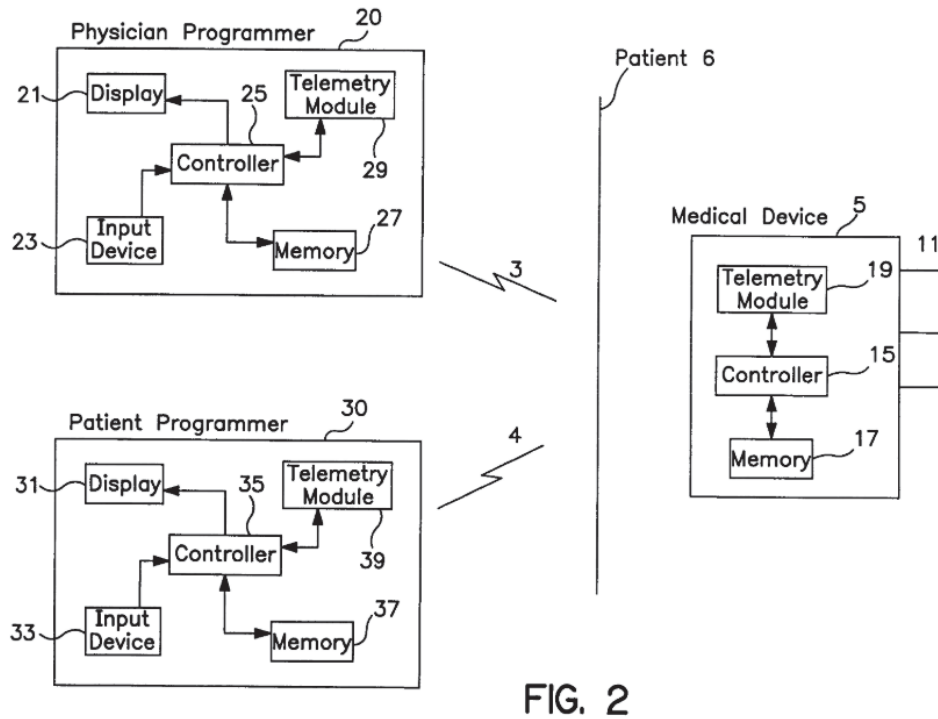 Physician Programmer
20
21
Display
25
Telemetry
Module
29
Controller
23
Input
Device
27
Memory
3
Patient 6
Medical Device
5
11
Telemetry
Module
19
Controller
15
Memory
17
Patient Programmer
30
31
Display
35
Telemetry
Module
39
Controller
33
Input
Device
37
Memory
4
FIG. 2